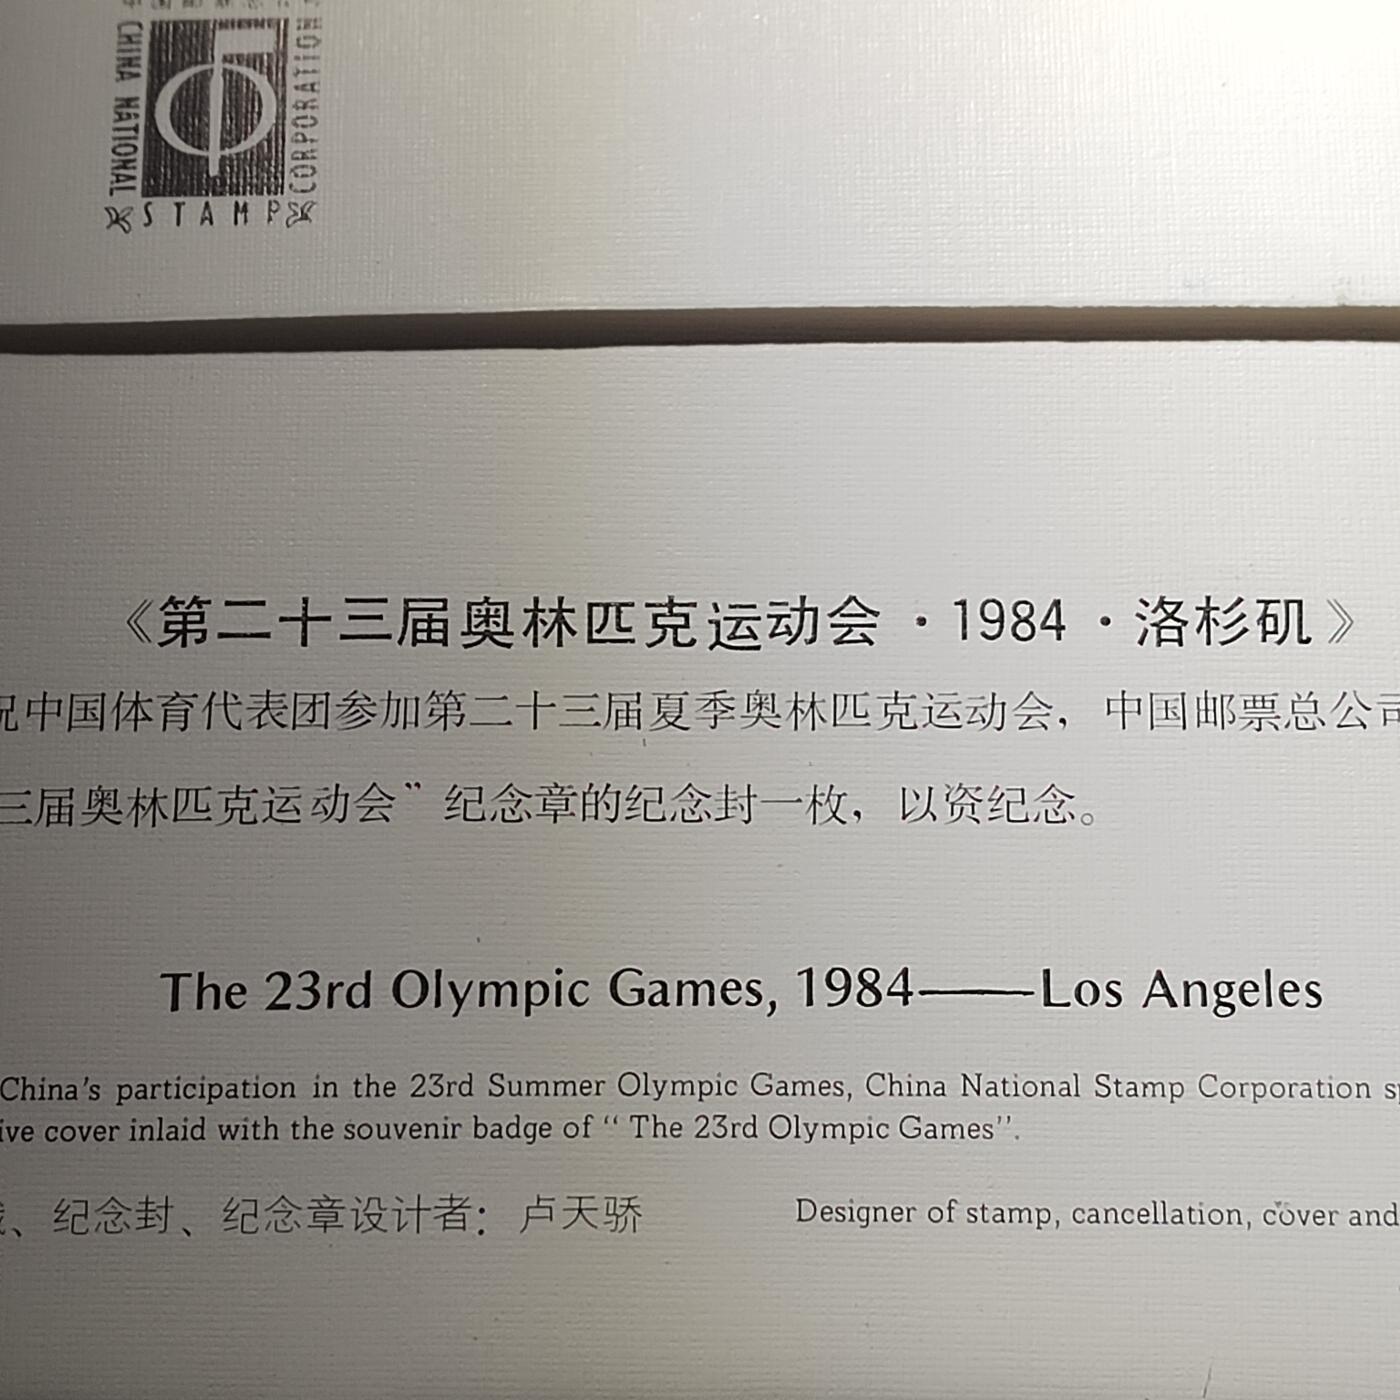 CHINA NATIONAL
STAMP
CORPORATION
《第二十三届奥林匹克运动会·1984·洛杉矶》
祝中国体育代表团参加第二十三届夏季奥林匹克运动会，中国邮票总公司
三届奥林匹克运动会”纪念章的纪念封一枚，以资纪念。
The 23rd Olympic Games, 1984——Los Angeles
China's participation in the 23rd Summer Olympic Games, China National Stamp Corporation
ive cover inlaid with the souvenir badge of “ The 23rd Olympic Games”.
、纪念封、纪念章设计者：卢天骄
Designer of stamp, cancellation, cover and